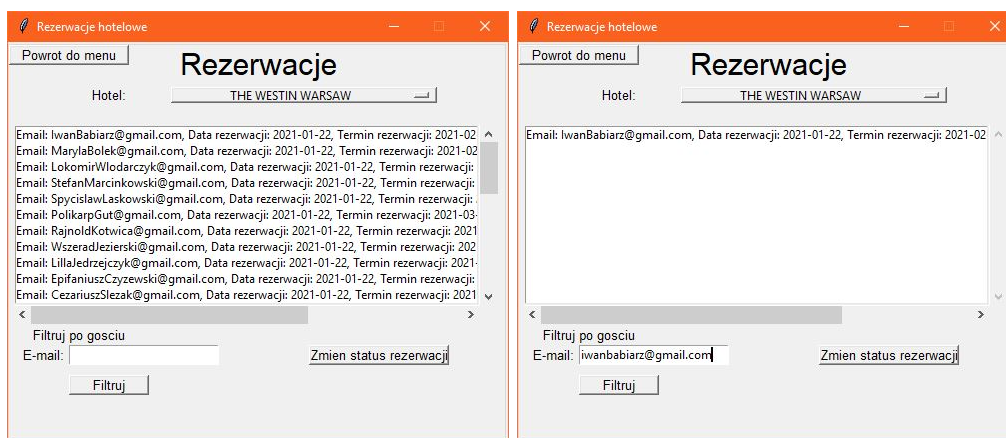 Rezerwacje hotelowe
Powrot do menu
Rezerwacje
Hotel: THE WESTIN WARSAW
Email: IwanBabiarz@gmail.com, Data rezerwacji: 2021-01-22, Termin rezerwacji: 2021-02
Email: MarylaBolek@gmail.com, Data rezerwacji: 2021-01-22, Termin rezerwacji: 2021-02
Email: LokomirWlodarczyk@gmail.com, Data rezerwacji: 2021-01-22, Termin rezerwacji:
Email: StefanMarcinkowski@gmail.com, Data rezerwacji: 2021-01-22, Termin rezerwacji:
Email: SpycislawLaskowski@gmail.com, Data rezerwacji: 2021-01-22, Termin rezerwacji:
Email: PolikarpGut@gmail.com, Data rezerwacji: 2021-01-22, Termin rezerwacji: 2021-03-
Email: RajnoldKotwica@gmail.com, Data rezerwacji: 2021-01-22, Termin rezerwacji: 2021
Email: WszeradJezierski@gmail.com, Data rezerwacji: 2021-01-22, Termin rezerwacji: 202
Email: LillaJedrzejczyk@gmail.com, Data rezerwacji: 2021-01-22, Termin rezerwacji: 2021-
Email: EpifaniuszCzyzewski@gmail.com, Data rezerwacji: 2021-01-22, Termin rezerwacji:
Email: CezariuszSlezak@gmail.com, Data rezerwacji: 2021-01-22, Termin rezerwacji: 2021
Filtruj po gosciu
E-mail:
Zmien status rezerwacji
Filtruj
Rezerwacje hotelowe
Powrot do menu
Rezerwacje
Hotel: THE WESTIN WARSAW
Email: IwanBabiarz@gmail.com, Data rezerwacji: 2021-01-22, Termin rezerwacji: 2021-02
Filtruj po gosciu
E-mail: iwanbabiarz@gmail.com
Zmien status rezerwacji
Filtruj